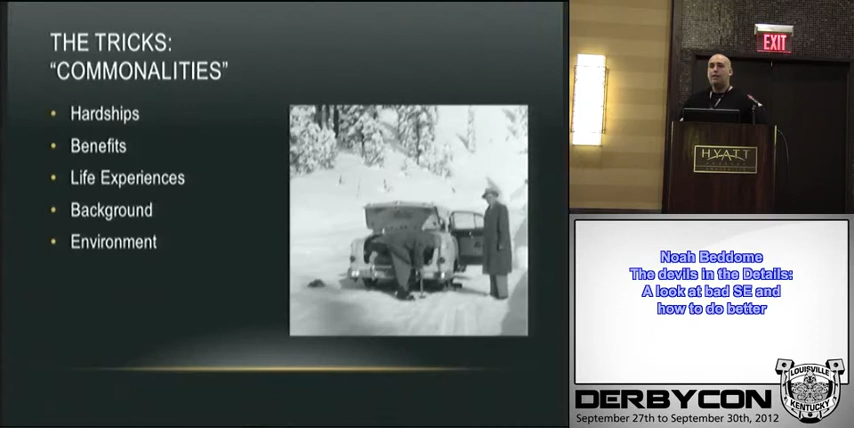 THE TRICKS:
“COMMONALITIES”
• Hardships
• Benefits
• Life Experiences
• Background
• Environment
EXIT
HYATT
Noah Beddome
The devils in the Details:
A look at bad SE and
how to do better
LOUISVILLE
KENTUCKY
DERBYCON
September 27th to September 30th, 2012